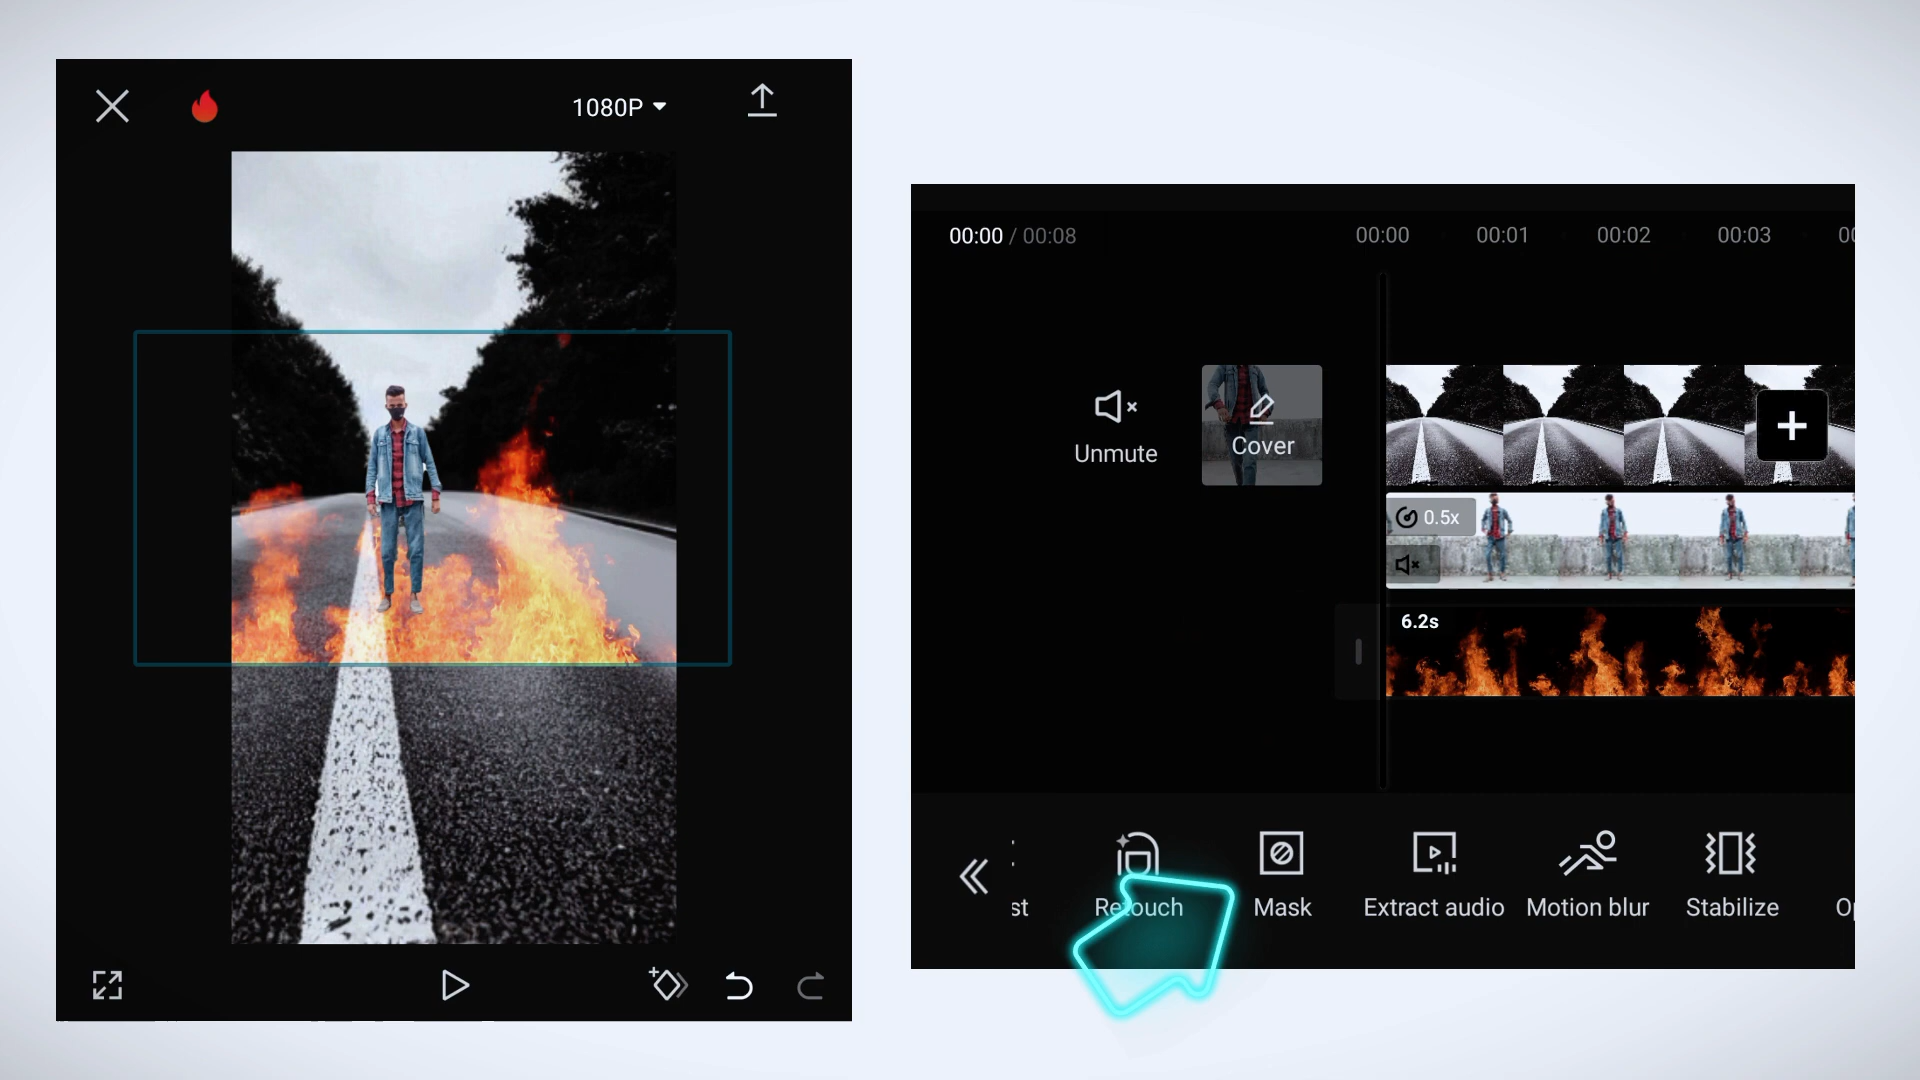 1080P
00:00 / 00:08
00:00
00:01
00:02
00:03
Unmute
Cover
0.5x
6.2s
st
Retouch
Mask
Extract audio
Motion blur
Stabilize